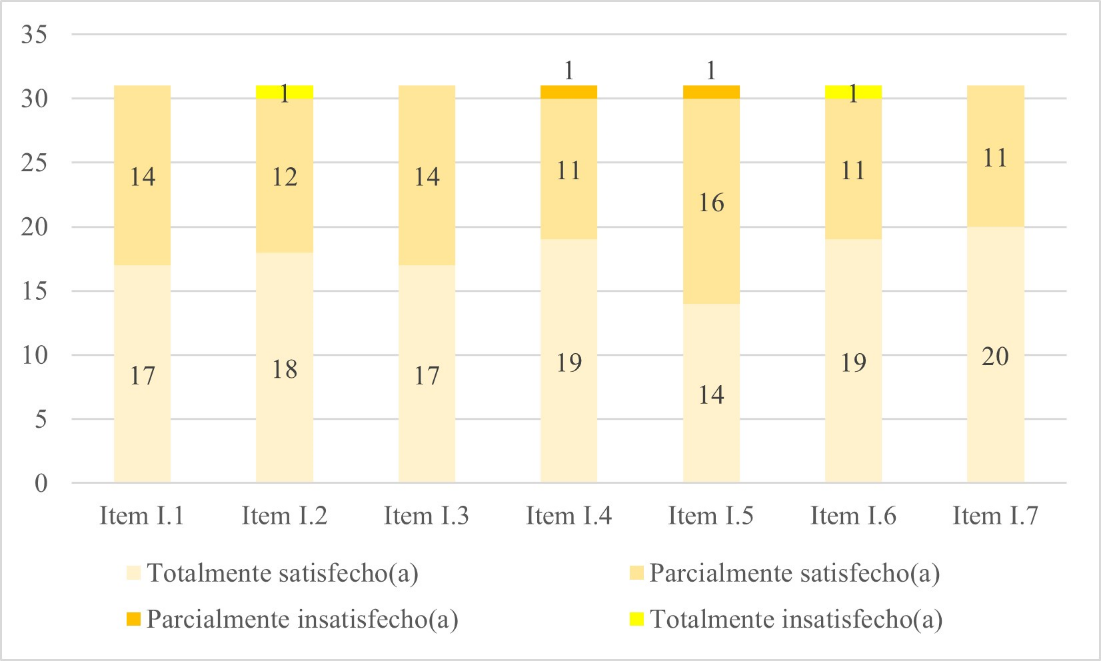 35
1 1
30 1 1
25
14 12 14 11 11 11
20 16
15
10 17 18 17 19 14 19 20
5
0
Item I.1 Item I.2 Item I.3 Item I.4 Item I.5 Item I.6 Item I.7
Totalmente satisfecho(a) Parcialmente satisfecho(a)
Parcialmente insatisfecho(a) Totalmente insatisfecho(a)